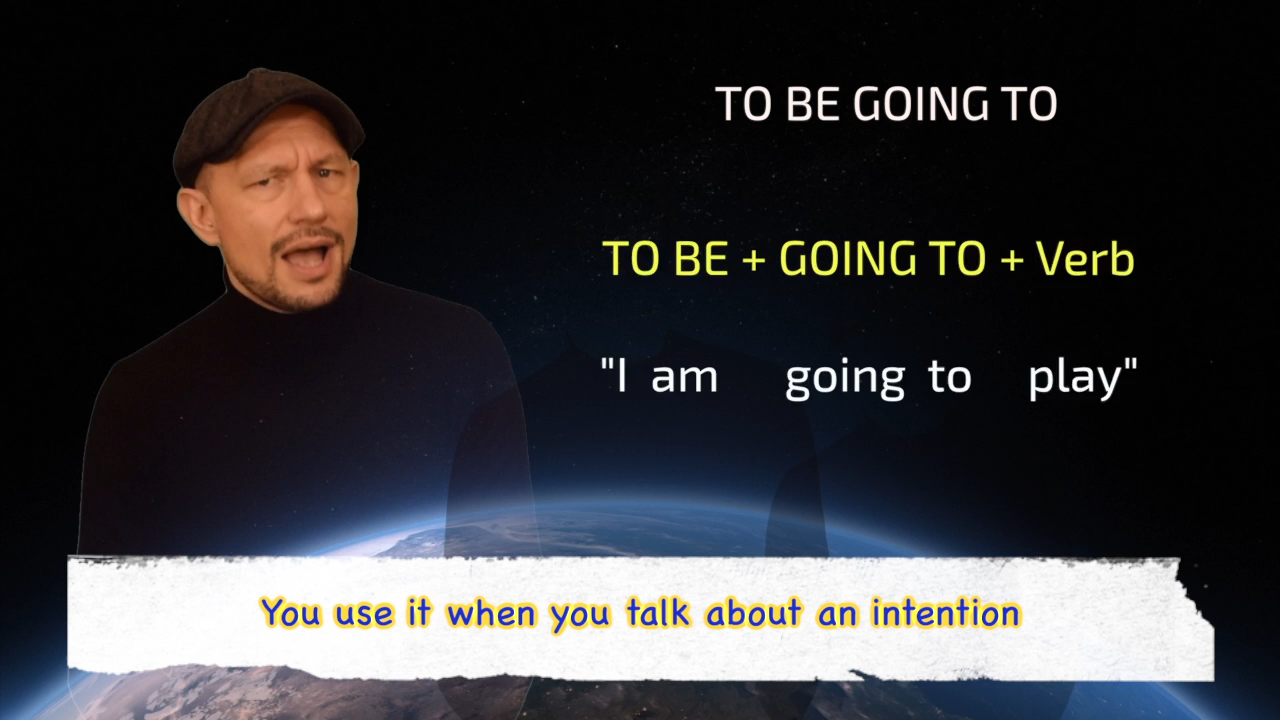 TO BE GOING TO
TO BE + GOING TO + Verb
"I am going to play"
You use it when you talk about an intention